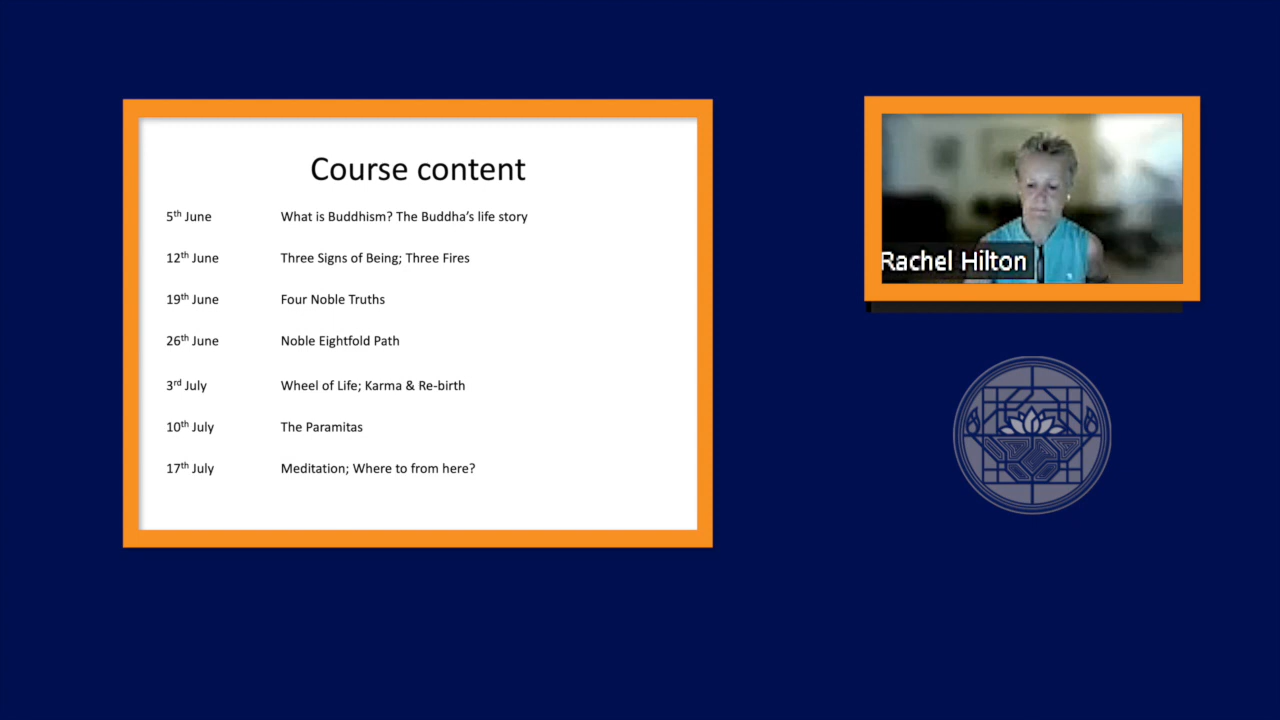 Course content
5th June What is Buddhism? The Buddha’s life story
12th June Three Signs of Being; Three Fires
19th June Four Noble Truths
26th June Noble Eightfold Path
3rd July Wheel of Life; Karma & Re-birth
10th July The Paramitas
17th July Meditation; Where to from here?
Rachel Hilton